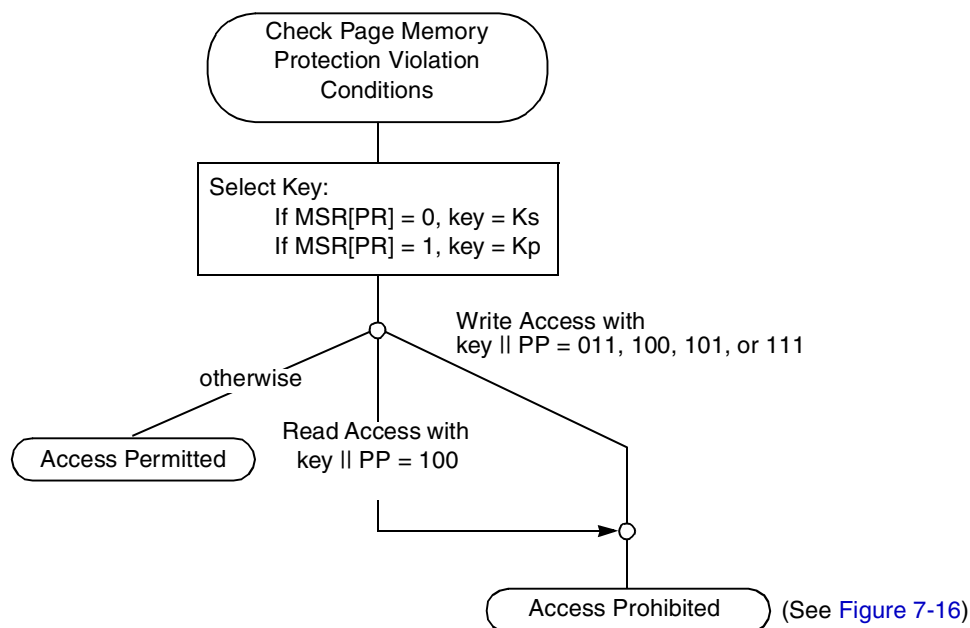 Check Page Memory
Protection Violation
Conditions
Select Key:
If MSR[PR] = 0, key = Ks
If MSR[PR] = 1, key = Kp
Write Access with
key || PP = 011, 100, 101, or 111
otherwise
Read Access with
key || PP = 100
Access Permitted
Access Prohibited
(See Figure 7-16)